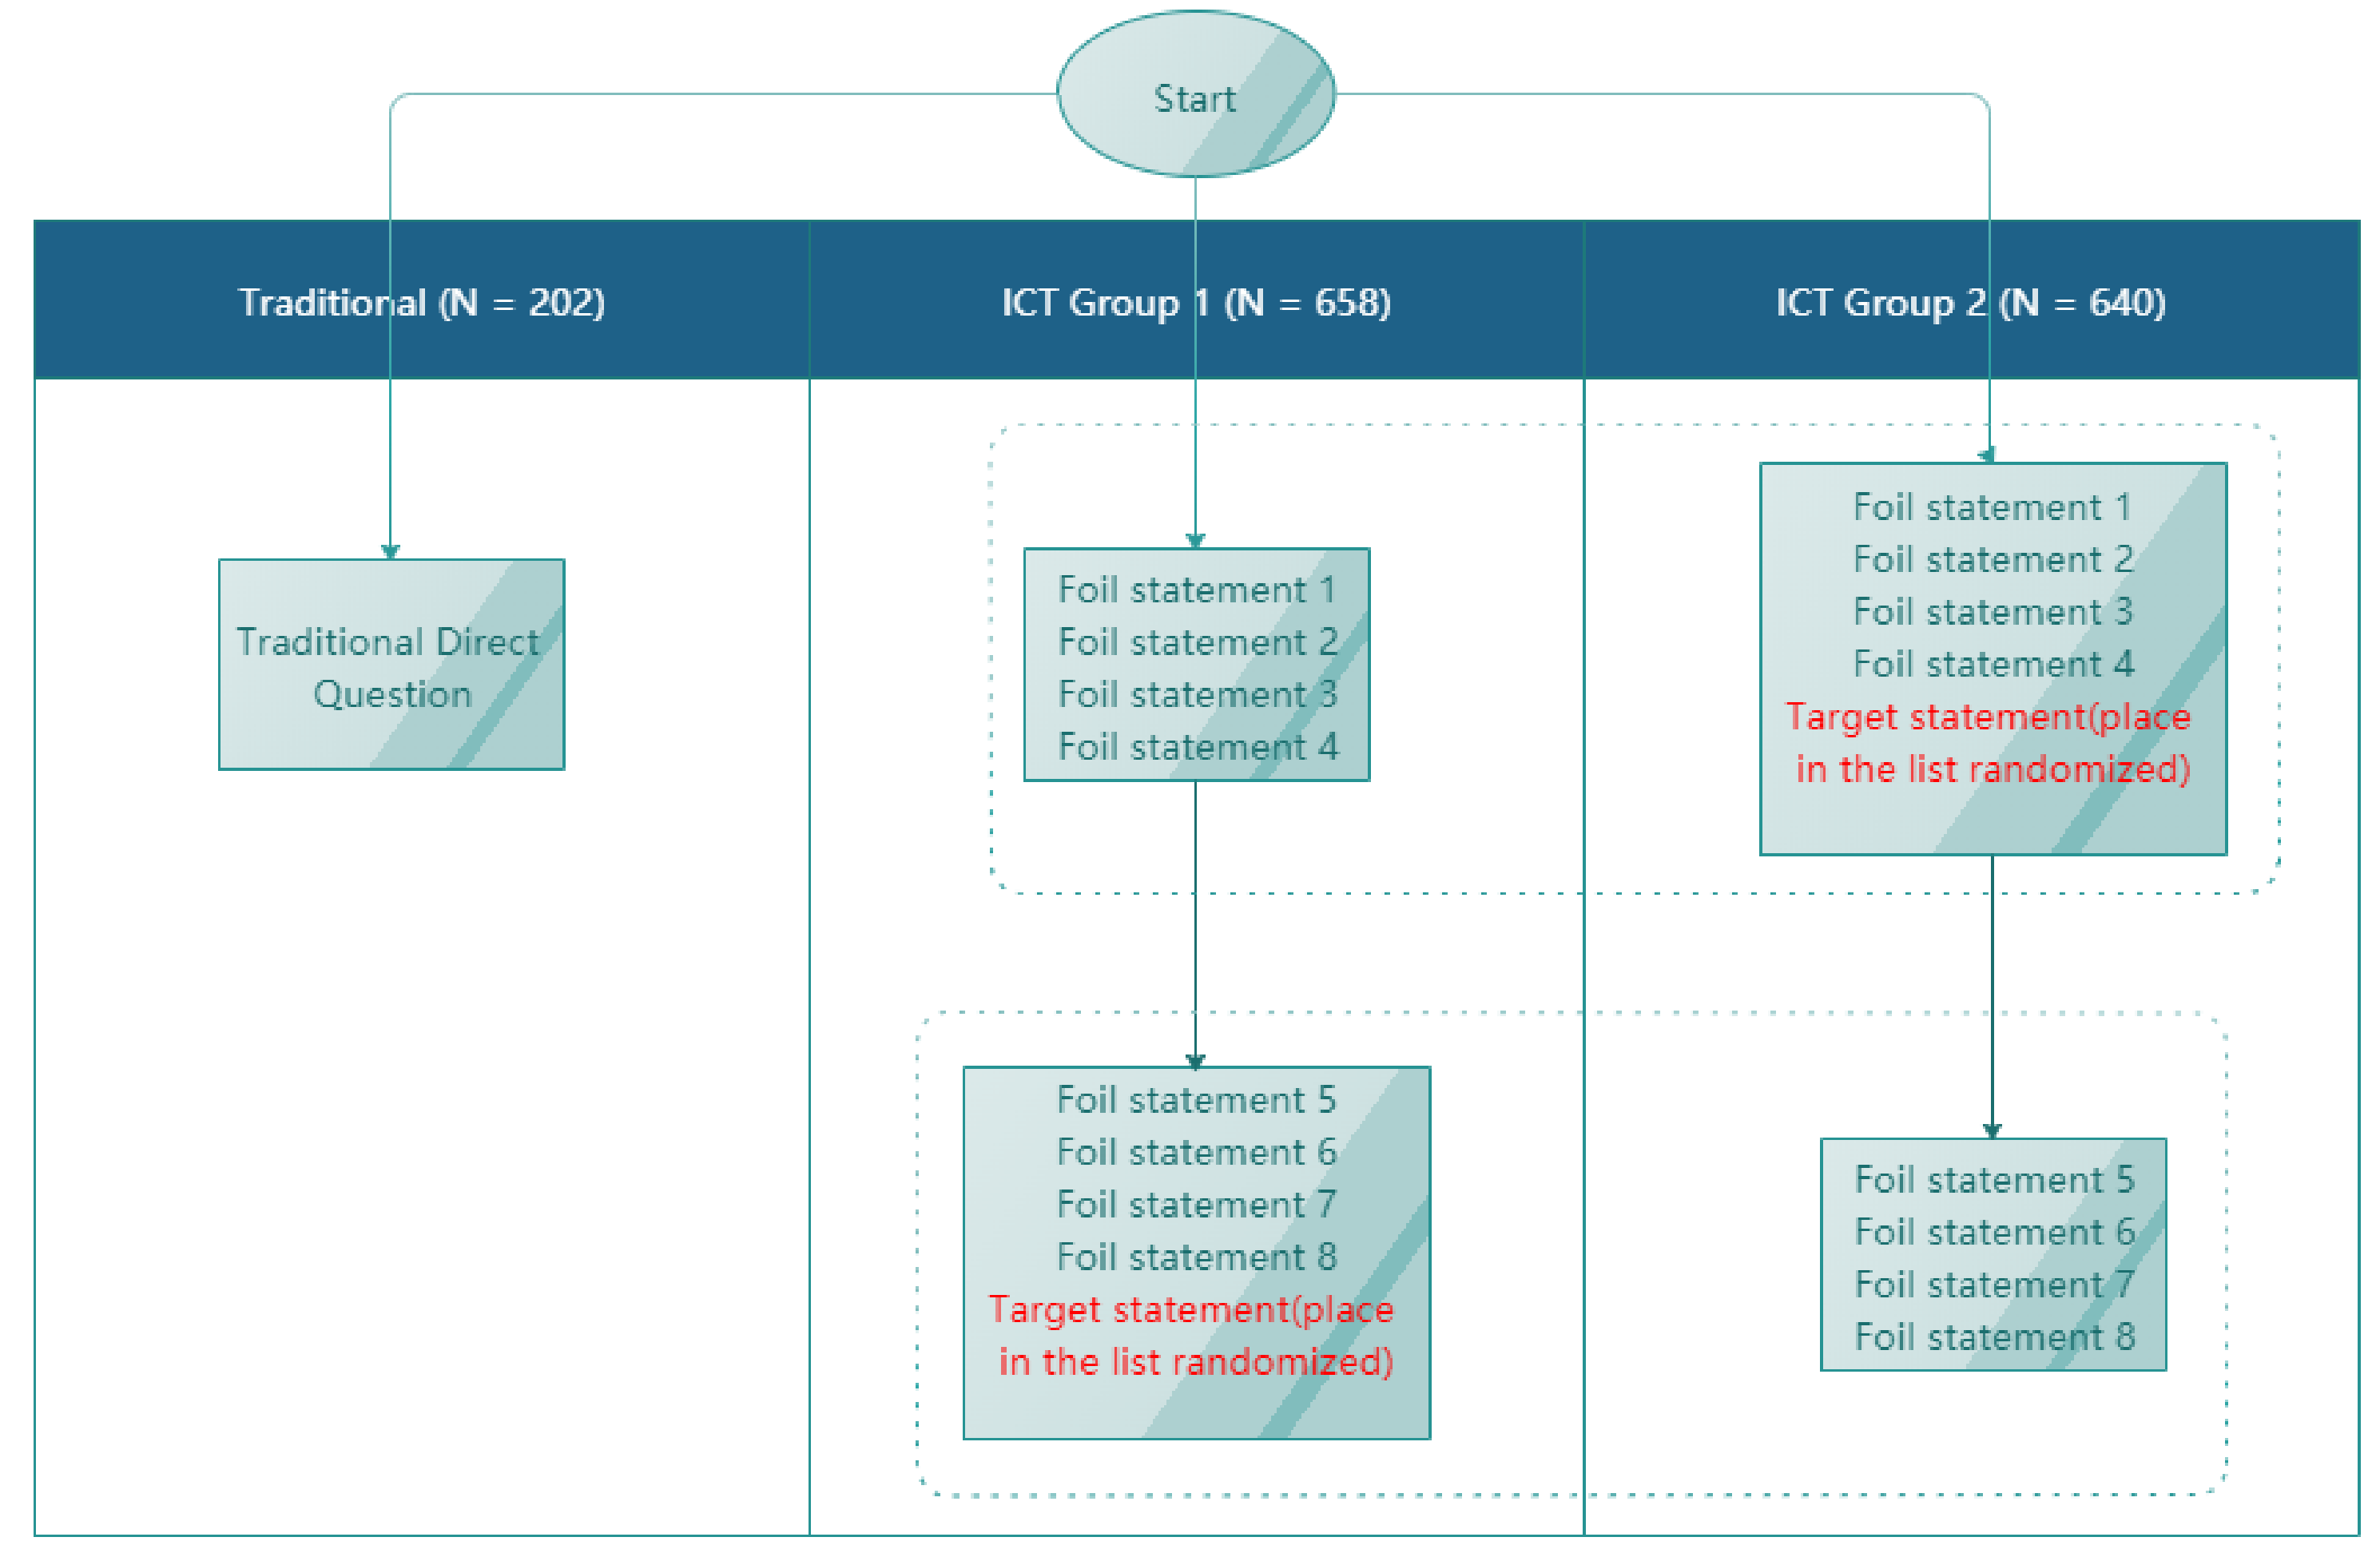 Start
Traditional (N = 202)
ICT Group 1 (N = 658)
ICT Group 2 (N = 640)
Traditional Direct
Question
Foil statement 1
Foil statement 2
Foil statement 3
Foil statement 4
Foil statement 1
Foil statement 2
Foil statement 3
Foil statement 4
Target statement(place
in the list randomized)
Foil statement 5
Foil statement 6
Foil statement 7
Foil statement 8
Target statement(place
in the list randomized)
Foil statement 5
Foil statement 6
Foil statement 7
Foil statement 8